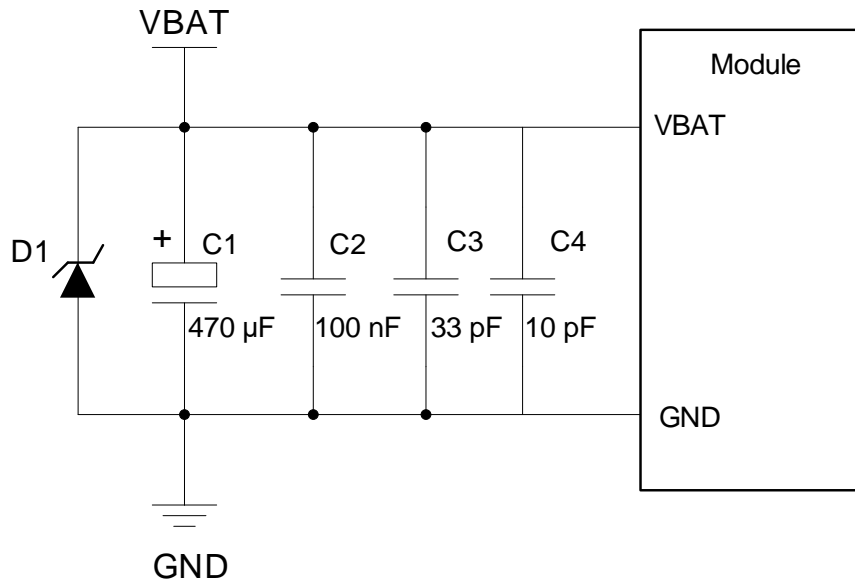 VBAT
Module
VBAT
D1
+
C1
C2
C3
C4
470 µF
100 nF
33 pF
10 pF
GND
GND